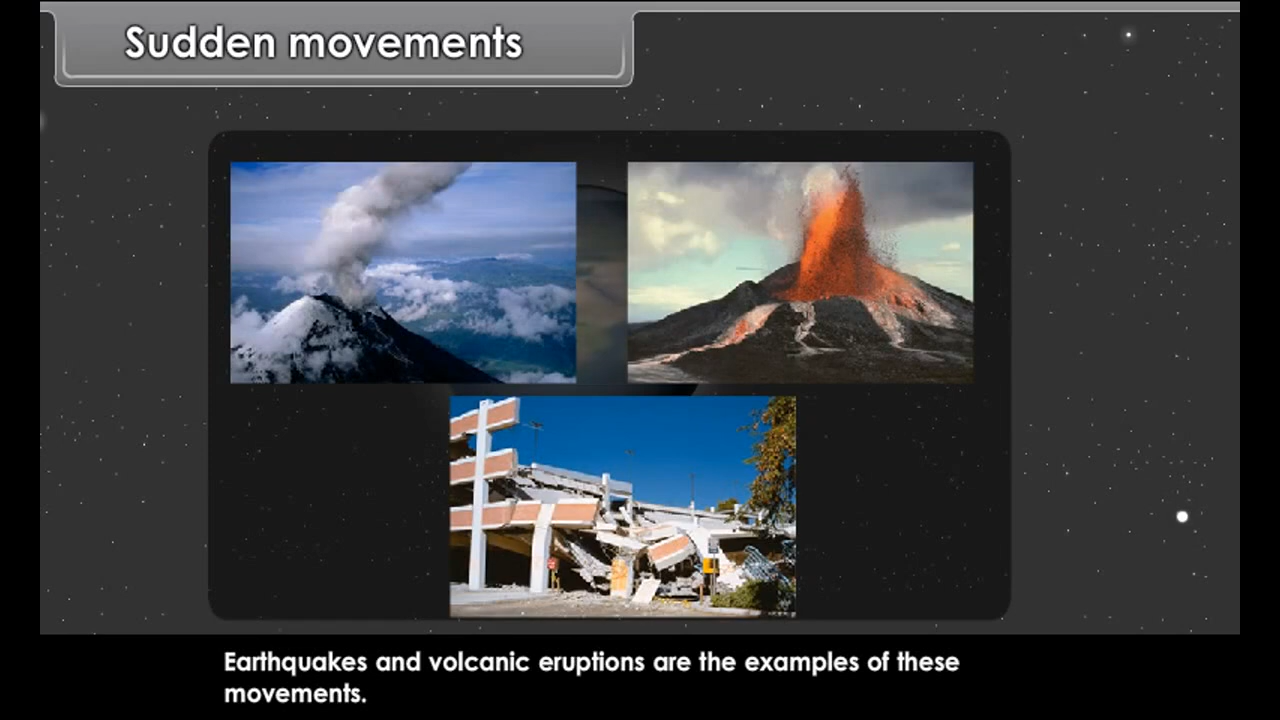 Sudden movements
Earthquakes and volcanic eruptions are the examples of these
movements.